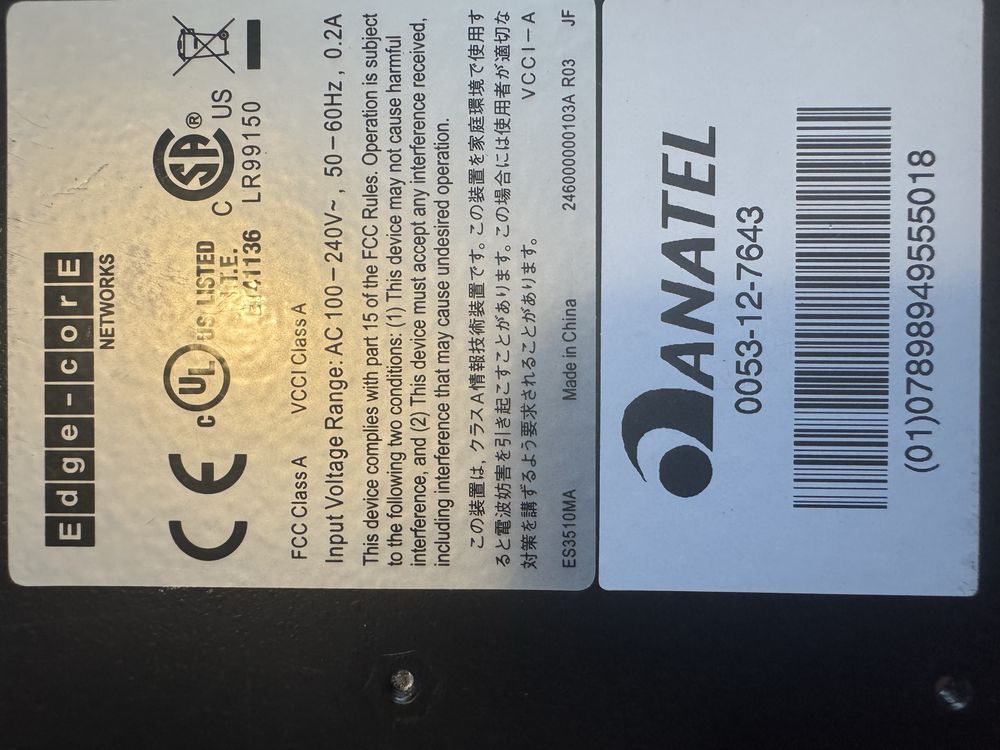 Edge-corE
NETWORKS
c UL US LISTED
I.T.E.
41136
SA ®
C US
LR99150
FCC Class A VCCI Class A
Input Voltage Range: AC 100-240V~, 50-60Hz, 0.2A
This device complies with part 15 of the FCC Rules. Operation is subject
to the following two conditions: (1) This device may not cause harmful
interference, and (2) This device must accept any interference received,
including interference that may cause undesired operation.
この装置は、クラスA情報技術装置です。この装置を家庭環境で使用す
ると電波妨害を引き起こすことがあります。この場合には使用者が適切な
対策を講ずるよう要求されることがあります。 VCCI-A
ES3510MA Made in China 246000000103A R03 JF
ANATEL
0053-12-7643
(01)07898949555018